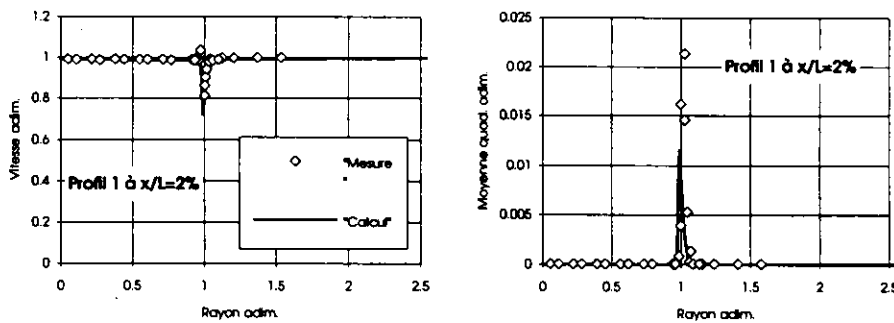 1.2
1
0.8
0.6
0.4
0.2
0
Vitesse adim.
Profil 1 à x/L=2%
"Mesure
"
"Calcul"
0 0.5 1 1.5 2 2.5
Rayon adim.
0.025
0.02
0.015
0.01
0.005
0
Moyenne quad. adim.
Profil 1 à x/L=2%
0 0.5 1 1.5 2 2.5
Rayon adim.